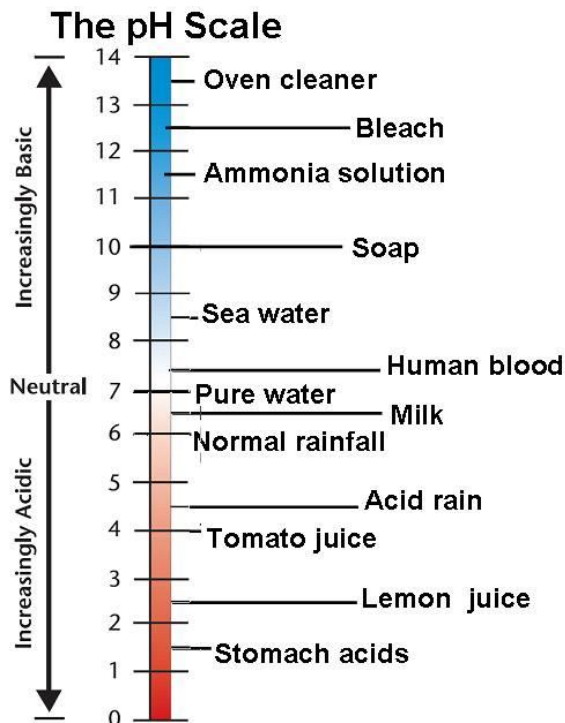 The pH Scale
14
Oven cleaner
13
Bleach
12
Ammonia solution
11
Increasingly Basic
10
Soap
9
Sea water
8
Human blood
Neutral
7
Pure water
Milk
6
Normal rainfall
5
Acid rain
4
Tomato juice
Increasingly Acidic
3
Lemon juice
2
Stomach acids
1
0